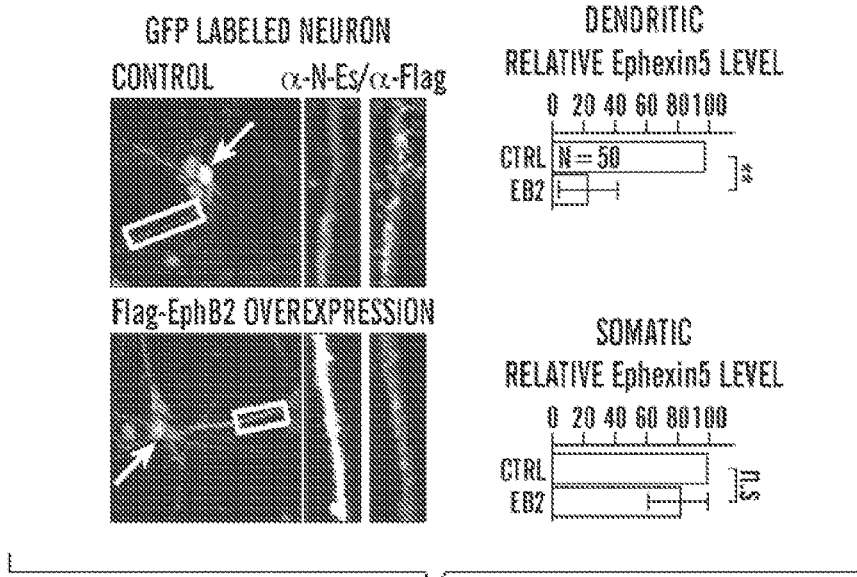 GFP LABELED NEURON
CONTROL α-N-Es/α-Flag
Flag-EphB2 OVEREXPRESSION
DENDRITIC
RELATIVE Ephexin5 LEVEL
0 20 40 60 80 100
CTRL N = 50
EB2
**
SOMATIC
RELATIVE Ephexin5 LEVEL
0 20 40 60 80 100
CTRL
EB2
n.s